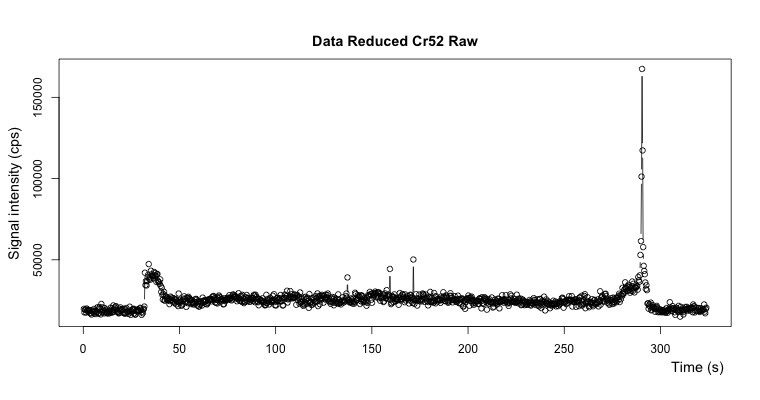 Data Reduced Cr52 Raw
Signal intensity (cps)
150000
100000
50000
0 50 100 150 200 250 300
Time (s)